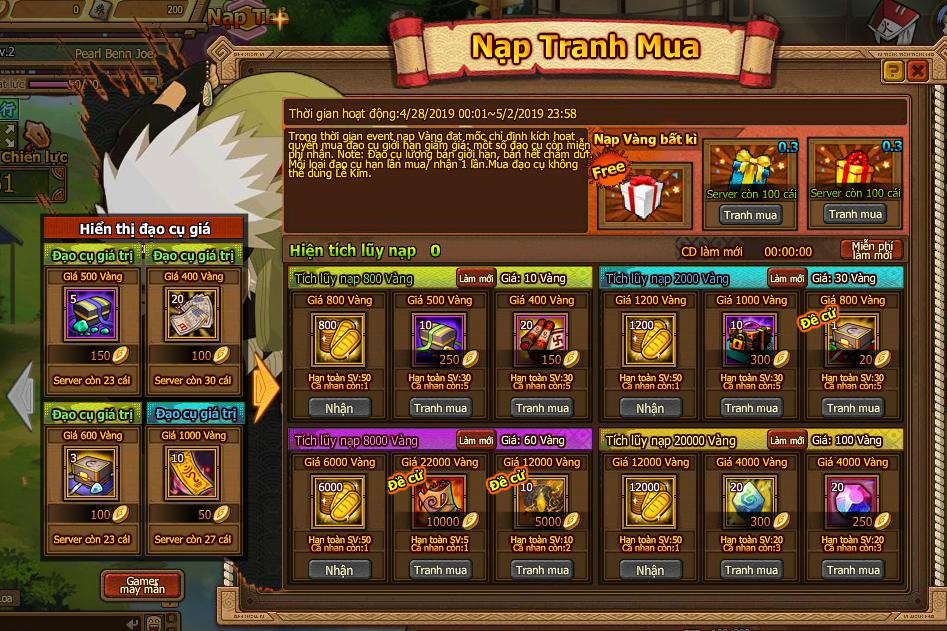 0
200
Nạp Th
v.2
Pearl Benn Joe
Chiến lực
Nạp Tranh Mua
Thời gian hoạt động:4/28/2019 00:01~5/2/2019 23:58
Trong thời gian event nạp Vàng đạt mốc chỉ định kích hoạt
quyền mua đạo cụ giới hạn giảm giá; một số đạo cụ còn miễn
phí nhận. Note: Đạo cụ lượng bán giới hạn, bán hết chấm dứt.
Mỗi loại đạo cụ hạn lần mua/ nhận 1 lần.Mua đạo cụ không
thể dùng Lễ Kim.
Nạp Vàng bất kì
Free
0.3
Server còn 100 cái
Tranh mua
0.3
Server còn 100 cái
Tranh mua
Hiển thị đạo cụ giá
Đạo cụ giá trị
Giá 500 Vàng
5
150
Server còn 23 cái
Đạo cụ giá trị
Giá 400 Vàng
20
100
Server còn 30 cái
Đạo cụ giá trị
Giá 600 Vàng
3
100
Server còn 23 cái
Đạo cụ giá trị
Giá 1000 Vàng
10
50
Server còn 27 cái
Gamer
may mắn
Hiện tích lũy nạp 0
CD làm mới 00:00:00
Miễn phí
làm mới
Tích lũy nạp 800 Vàng
Làm mới
Giá: 10 Vàng
Giá 800 Vàng
800
Hạn toàn SV:50
Cá nhân còn:1
Nhận
Giá 500 Vàng
10
250
Hạn toàn SV:30
Cá nhân còn:5
Tranh mua
Giá 400 Vàng
20
150
Hạn toàn SV:30
Cá nhân còn:5
Tranh mua
Tích lũy nạp 2000 Vàng
Làm mới
Giá: 30 Vàng
Giá 1200 Vàng
1200
Hạn toàn SV:50
Cá nhân còn:1
Nhận
Giá 1000 Vàng
10
300
Hạn toàn SV:30
Cá nhân còn:5
Tranh mua
Giá 800 Vàng
Đề cử
1
20
Hạn toàn SV:30
Cá nhân còn:5
Tranh mua
Tích lũy nạp 8000 Vàng
Làm mới
Giá: 60 Vàng
Giá 6000 Vàng
6000
Hạn toàn SV:50
Cá nhân còn:1
Nhận
Giá 22000 Vàng
Đề cử
10000
Hạn toàn SV:5
Cá nhân còn:1
Tranh mua
Giá 12000 Vàng
Đề cử
10
5000
Hạn toàn SV:10
Cá nhân còn:2
Tranh mua
Tích lũy nạp 20000 Vàng
Làm mới
Giá: 100 Vàng
Giá 12000 Vàng
12000
Hạn toàn SV:50
Cá nhân còn:1
Nhận
Giá 4000 Vàng
20
300
Hạn toàn SV:20
Cá nhân còn:3
Tranh mua
Giá 4000 Vàng
20
250
Hạn toàn SV:20
Cá nhân còn:3
Tranh mua